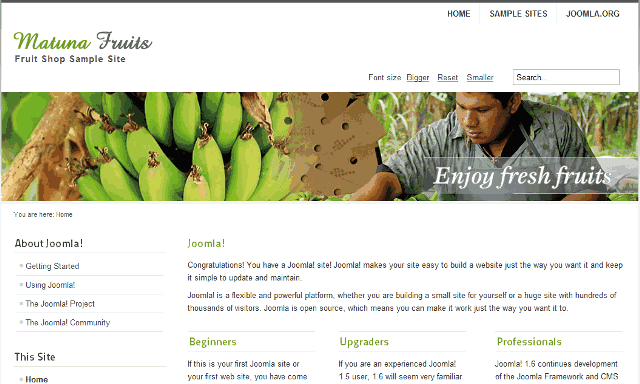 HOME SAMPLE SITES JOOMLA.ORG
Matuna Fruits
Fruit Shop Sample Site
Font size Bigger Reset Smaller Search...
Enjoy fresh fruits
You are here: Home
About Joomla!
Getting Started
Using Joomla!
The Joomla! Project
The Joomla! Community
This Site
Home
Joomla!
Congratulations! You have a Joomla! site! Joomla! makes your site easy to build a website just the way you want it and keep
it simple to update and maintain.
Joomla! is a flexible and powerful platform, whether you are building a small site for yourself or a huge site with hundreds of
thousands of visitors. Joomla is open source, which means you can make it work just the way you want it to.
Beginners
If this is your first Joomla! site or
your first web site, you have come
Upgraders
If you are an experienced Joomla!
1.5 user, 1.6 will seem very familiar.
Professionals
Joomla! 1.6 continues development
of the Joomla Framework and CMS